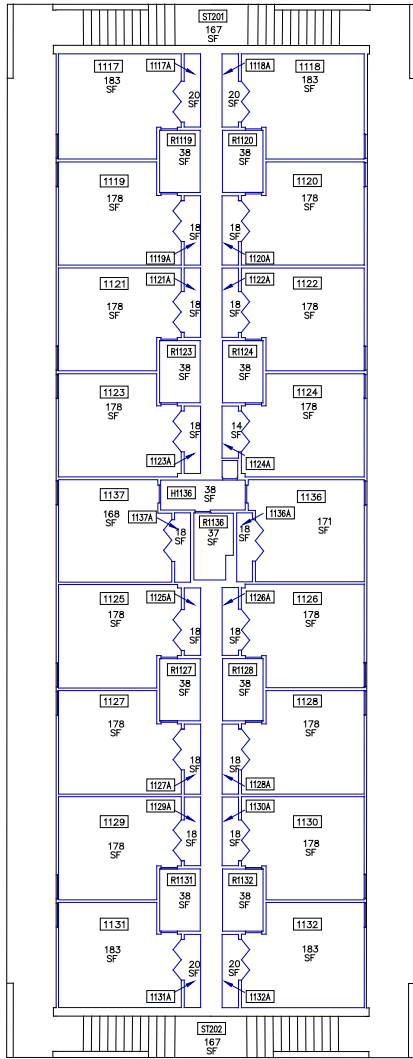 ST201
167
SF
1117
183
SF
1117A
20
SF
1118A
20
SF
1118
183
SF
R1119
38
SF
R1120
38
SF
1119
178
SF
18
SF
1119A
18
SF
1120A
1120
178
SF
1121
178
SF
1121A
18
SF
1122A
18
SF
1122
178
SF
R1123
38
SF
R1124
38
SF
1123
178
SF
18
SF
1123A
14
SF
1124A
1124
178
SF
H1136
38
SF
1137
168
SF
1137A
18
SF
R1136
37
SF
1136A
18
SF
1136
171
SF
1125
178
SF
1125A
18
SF
1126A
18
SF
1126
178
SF
R1127
38
SF
R1128
38
SF
1127
178
SF
18
SF
1127A
18
SF
1128A
1128
178
SF
1129
178
SF
1129A
18
SF
1130A
18
SF
1130
178
SF
R1131
38
SF
R1132
38
SF
1131
183
SF
20
SF
1131A
20
SF
1132A
1132
183
SF
ST202
167
SF